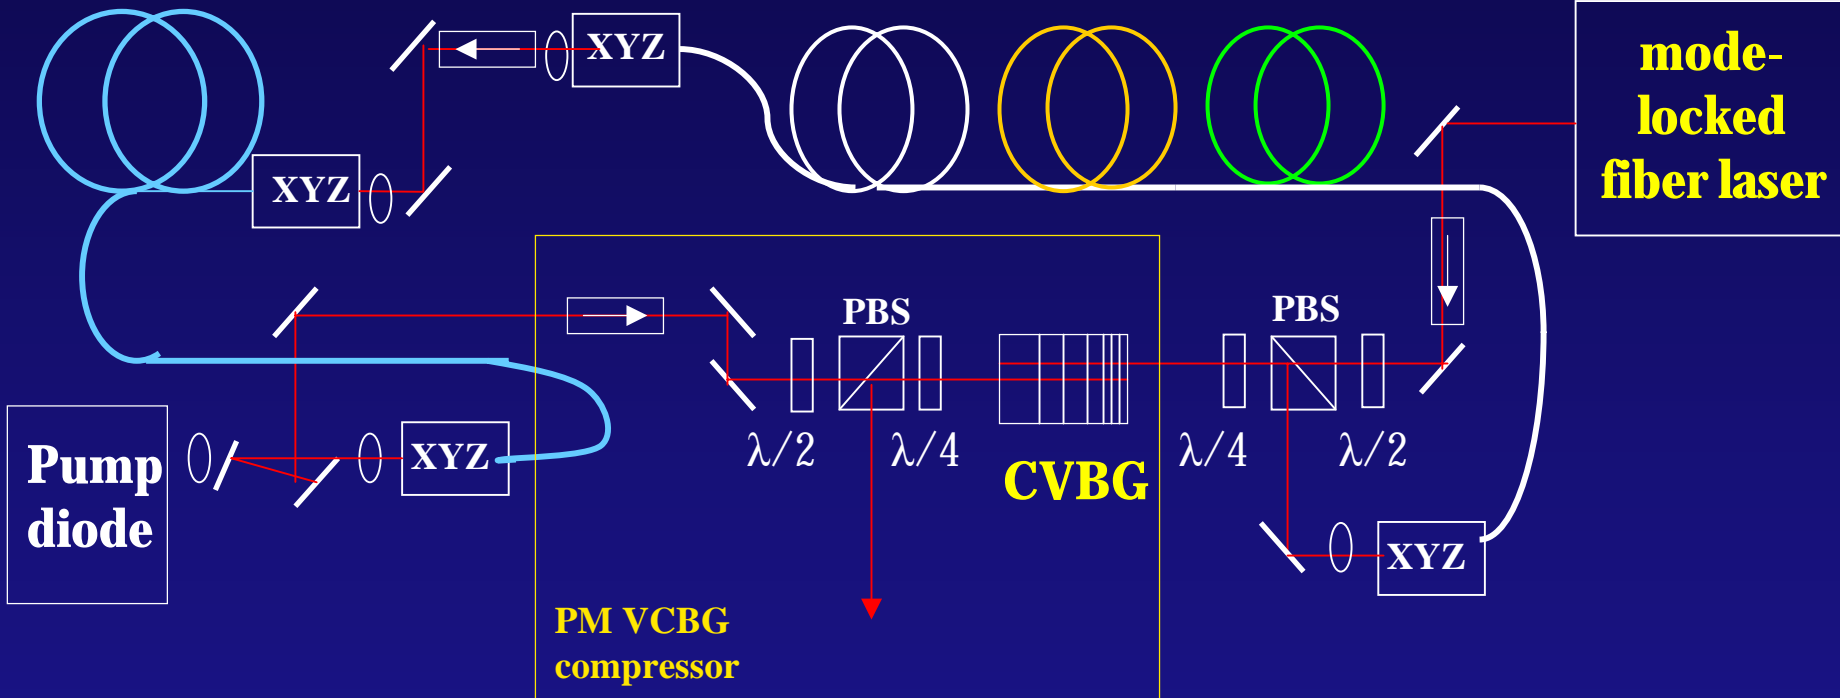 XYZ
mode-
locked
fiber laser
XYZ
PBS
PBS
λ/2
λ/4
CVBG
λ/4
λ/2
Pump
diode
XYZ
XYZ
PM VCBG
compressor